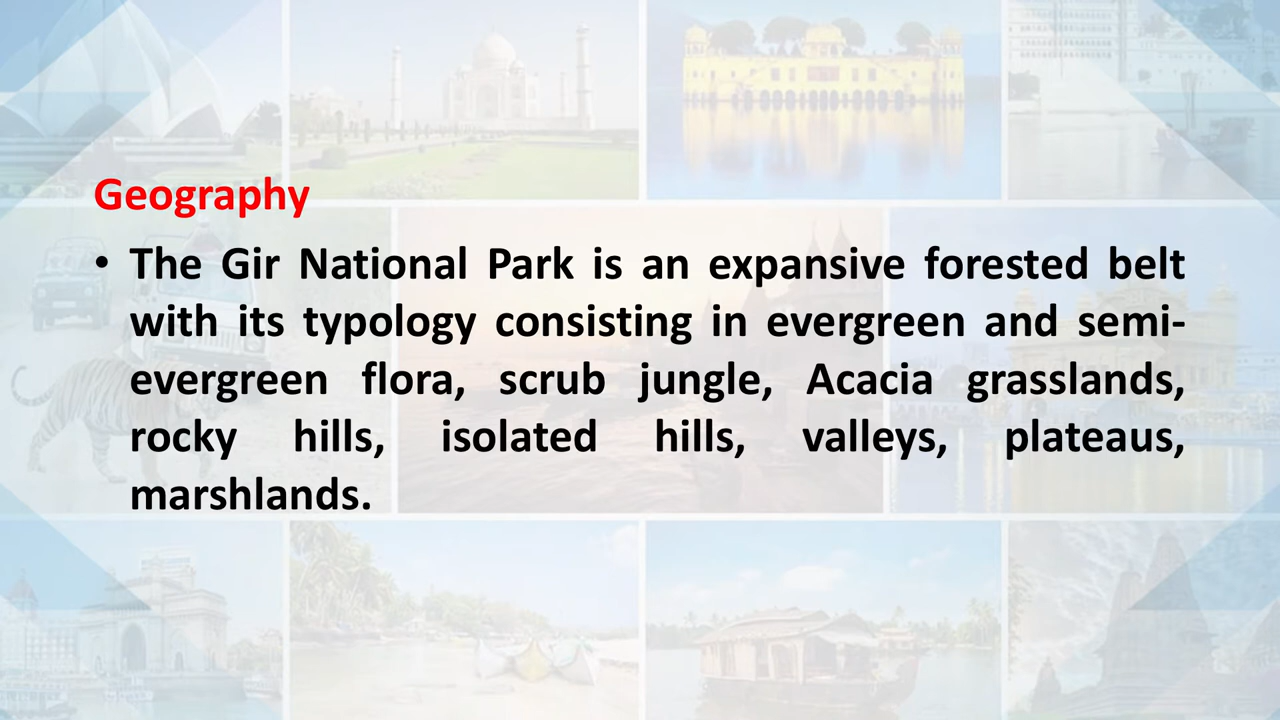 Geography
• The Gir National Park is an expansive forested belt
with its typology consisting in evergreen and semi-
evergreen flora, scrub jungle, Acacia grasslands,
rocky hills, isolated hills, valleys, plateaus,
marshlands.